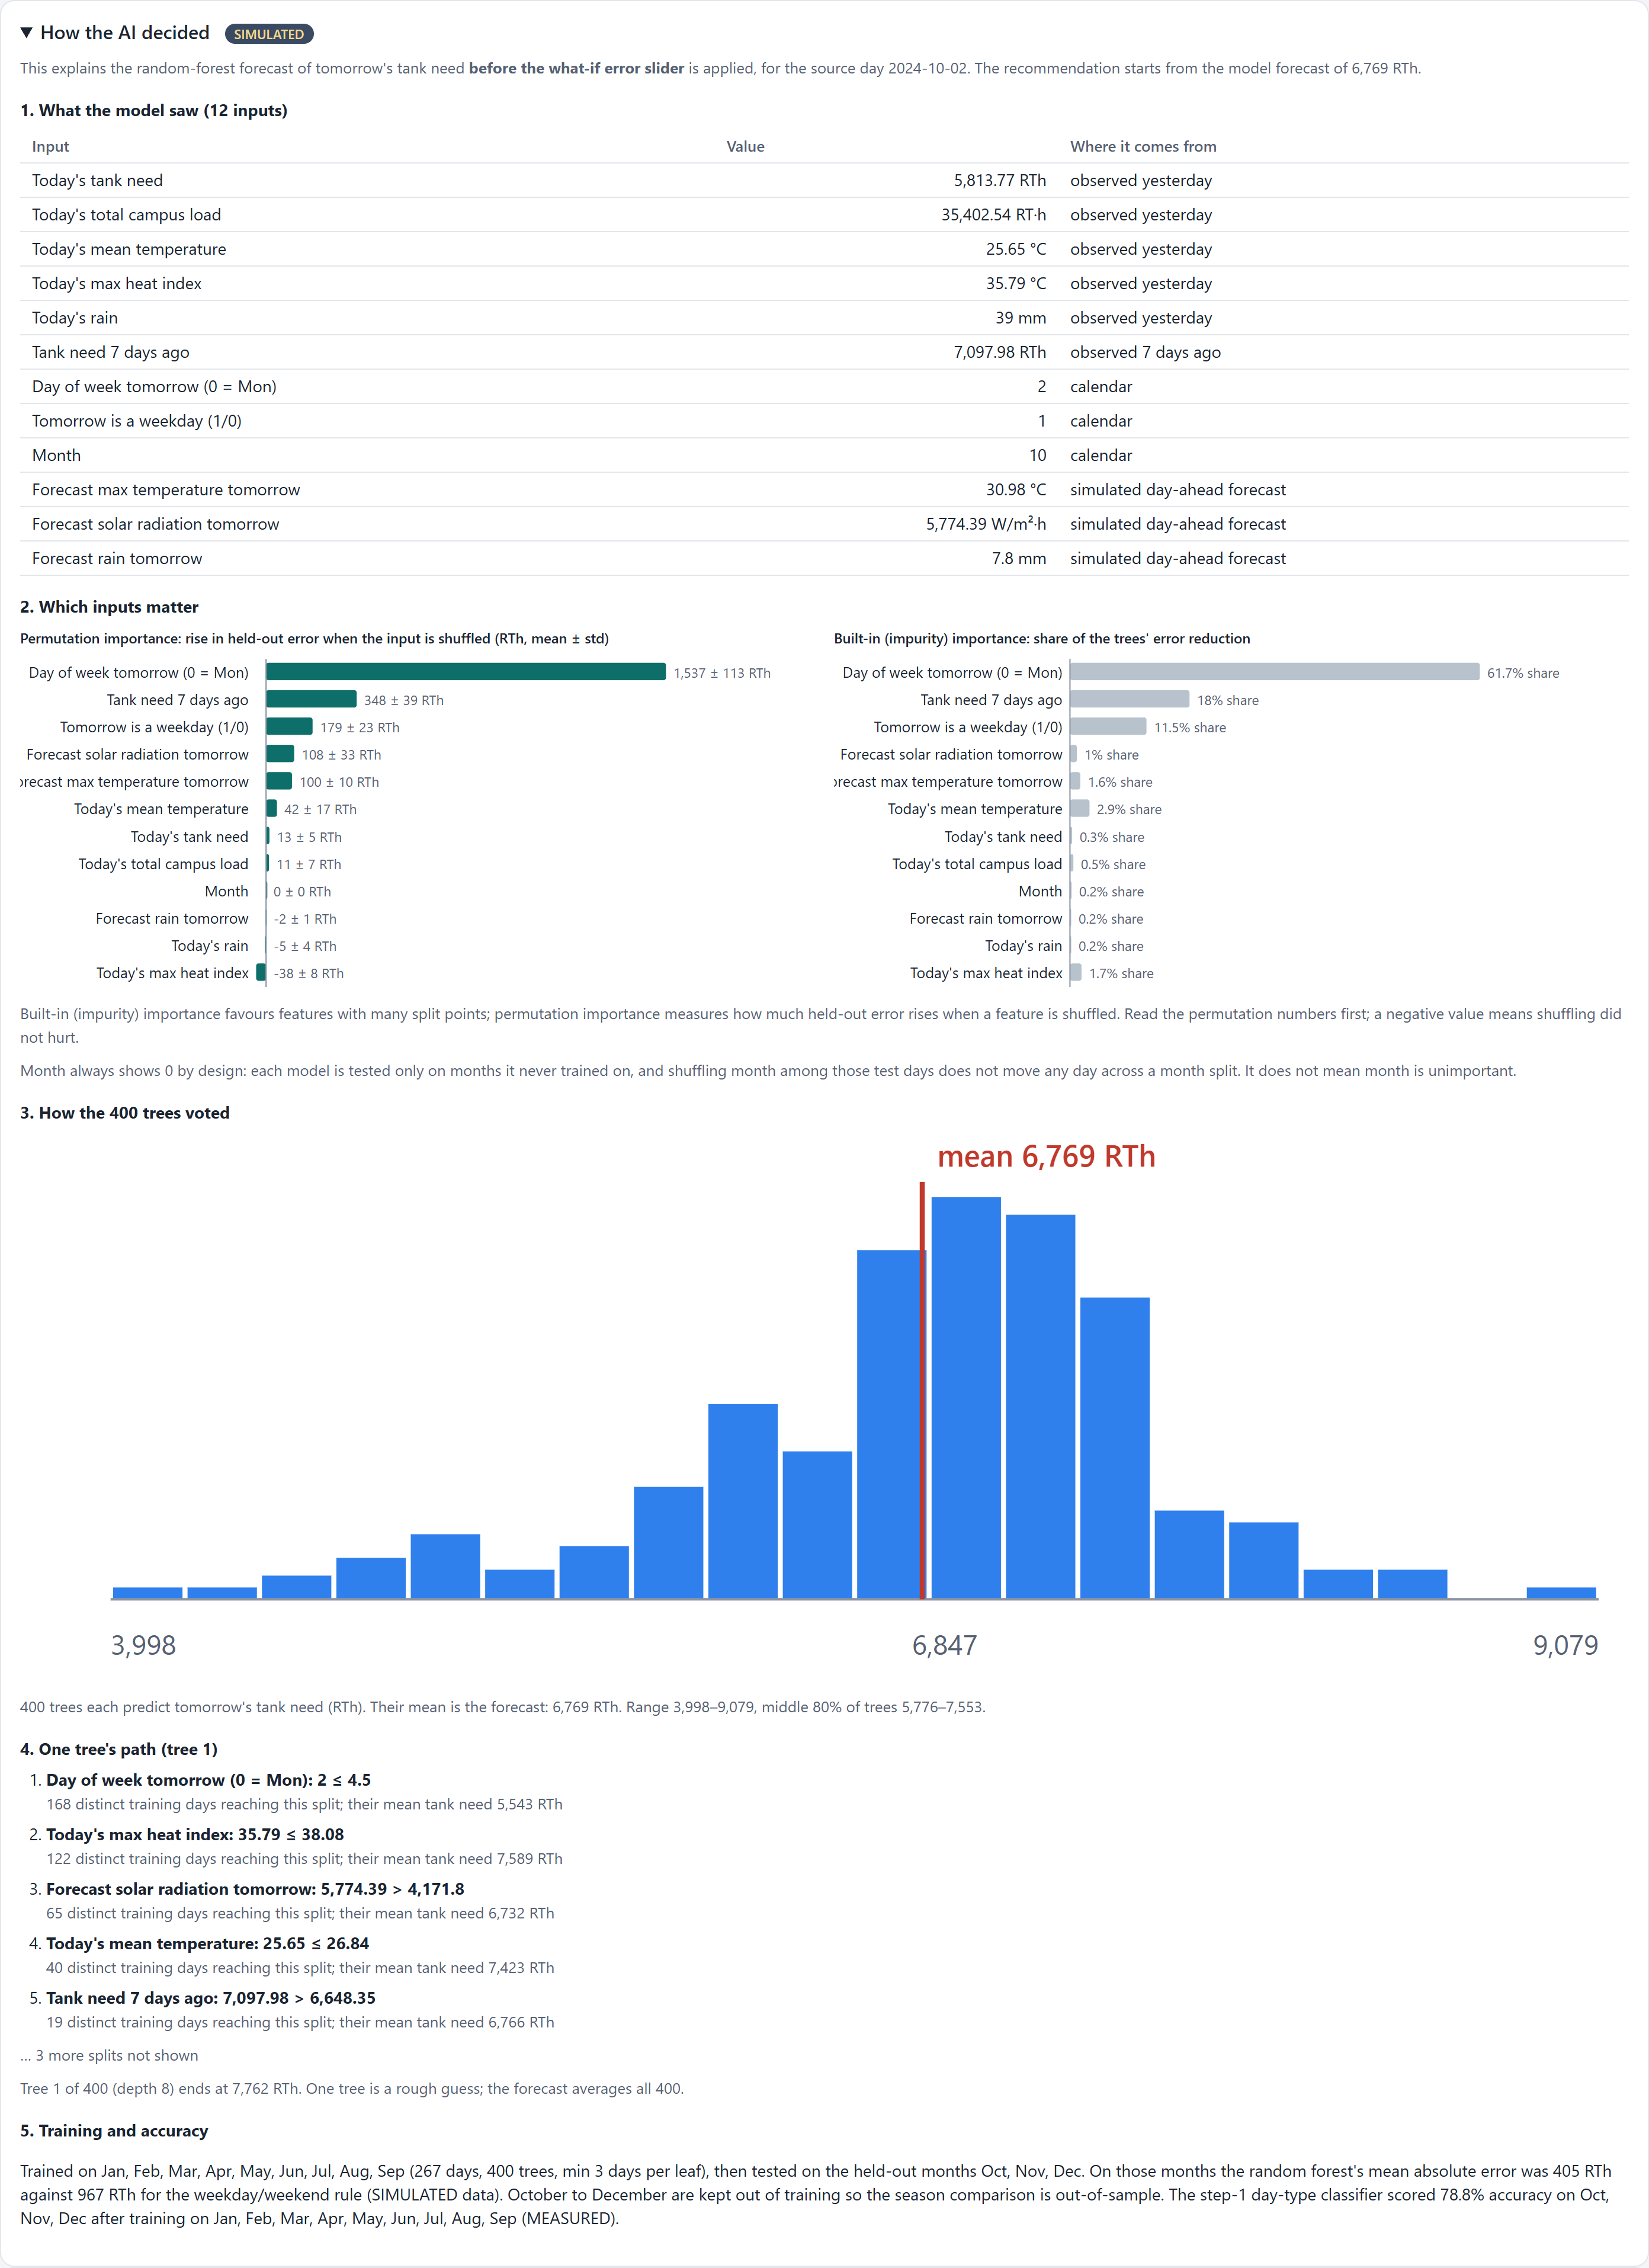 ▼ How the AI decided SIMULATED
This explains the random-forest forecast of tomorrow's tank need before the what-if error slider is applied, for the source day 2024-10-02. The recommendation starts from the model forecast of 6,769 RTh.
1. What the model saw (12 inputs)
Input Value Where it comes from
Today's tank need 5,813.77 RTh observed yesterday
Today's total campus load 35,402.54 RT·h observed yesterday
Today's mean temperature 25.65 °C observed yesterday
Today's max heat index 35.79 °C observed yesterday
Today's rain 39 mm observed yesterday
Tank need 7 days ago 7,097.98 RTh observed 7 days ago
Day of week tomorrow (0 = Mon) 2 calendar
Tomorrow is a weekday (1/0) 1 calendar
Month 10 calendar
Forecast max temperature tomorrow 30.98 °C simulated day-ahead forecast
Forecast solar radiation tomorrow 5,774.39 W/m²·h simulated day-ahead forecast
Forecast rain tomorrow 7.8 mm simulated day-ahead forecast
2. Which inputs matter
Permutation importance: rise in held-out error when the input is shuffled (RTh, mean ± std)
Day of week tomorrow (0 = Mon) 1,537 ± 113 RTh
Tank need 7 days ago 348 ± 39 RTh
Tomorrow is a weekday (1/0) 179 ± 23 RTh
Forecast solar radiation tomorrow 108 ± 33 RTh
orecast max temperature tomorrow 100 ± 10 RTh
Today's mean temperature 42 ± 17 RTh
Today's tank need 13 ± 5 RTh
Today's total campus load 11 ± 7 RTh
Month 0 ± 0 RTh
Forecast rain tomorrow -2 ± 1 RTh
Today's rain -5 ± 4 RTh
Today's max heat index -38 ± 8 RTh
Built-in (impurity) importance: share of the trees' error reduction
Day of week tomorrow (0 = Mon) 61.7% share
Tank need 7 days ago 18% share
Tomorrow is a weekday (1/0) 11.5% share
Forecast solar radiation tomorrow 1% share
orecast max temperature tomorrow 1.6% share
Today's mean temperature 2.9% share
Today's tank need 0.3% share
Today's total campus load 0.5% share
Month 0.2% share
Forecast rain tomorrow 0.2% share
Today's rain 0.2% share
Today's max heat index 1.7% share
Built-in (impurity) importance favours features with many split points; permutation importance measures how much held-out error rises when a feature is shuffled. Read the permutation numbers first; a negative value means shuffling did
not hurt.
Month always shows 0 by design: each model is tested only on months it never trained on, and shuffling month among those test days does not move any day across a month split. It does not mean month is unimportant.
3. How the 400 trees voted
mean 6,769 RTh
3,998 6,847 9,079
400 trees each predict tomorrow's tank need (RTh). Their mean is the forecast: 6,769 RTh. Range 3,998–9,079, middle 80% of trees 5,776–7,553.
4. One tree's path (tree 1)
1. Day of week tomorrow (0 = Mon): 2 ≤ 4.5
168 distinct training days reaching this split; their mean tank need 5,543 RTh
2. Today's max heat index: 35.79 ≤ 38.08
122 distinct training days reaching this split; their mean tank need 7,589 RTh
3. Forecast solar radiation tomorrow: 5,774.39 > 4,171.8
65 distinct training days reaching this split; their mean tank need 6,732 RTh
4. Today's mean temperature: 25.65 ≤ 26.84
40 distinct training days reaching this split; their mean tank need 7,423 RTh
5. Tank need 7 days ago: 7,097.98 > 6,648.35
19 distinct training days reaching this split; their mean tank need 6,766 RTh
... 3 more splits not shown
Tree 1 of 400 (depth 8) ends at 7,762 RTh. One tree is a rough guess; the forecast averages all 400.
5. Training and accuracy
Trained on Jan, Feb, Mar, Apr, May, Jun, Jul, Aug, Sep (267 days, 400 trees, min 3 days per leaf), then tested on the held-out months Oct, Nov, Dec. On those months the random forest's mean absolute error was 405 RTh
against 967 RTh for the weekday/weekend rule (SIMULATED data). October to December are kept out of training so the season comparison is out-of-sample. The step-1 day-type classifier scored 78.8% accuracy on Oct,
Nov, Dec after training on Jan, Feb, Mar, Apr, May, Jun, Jul, Aug, Sep (MEASURED).